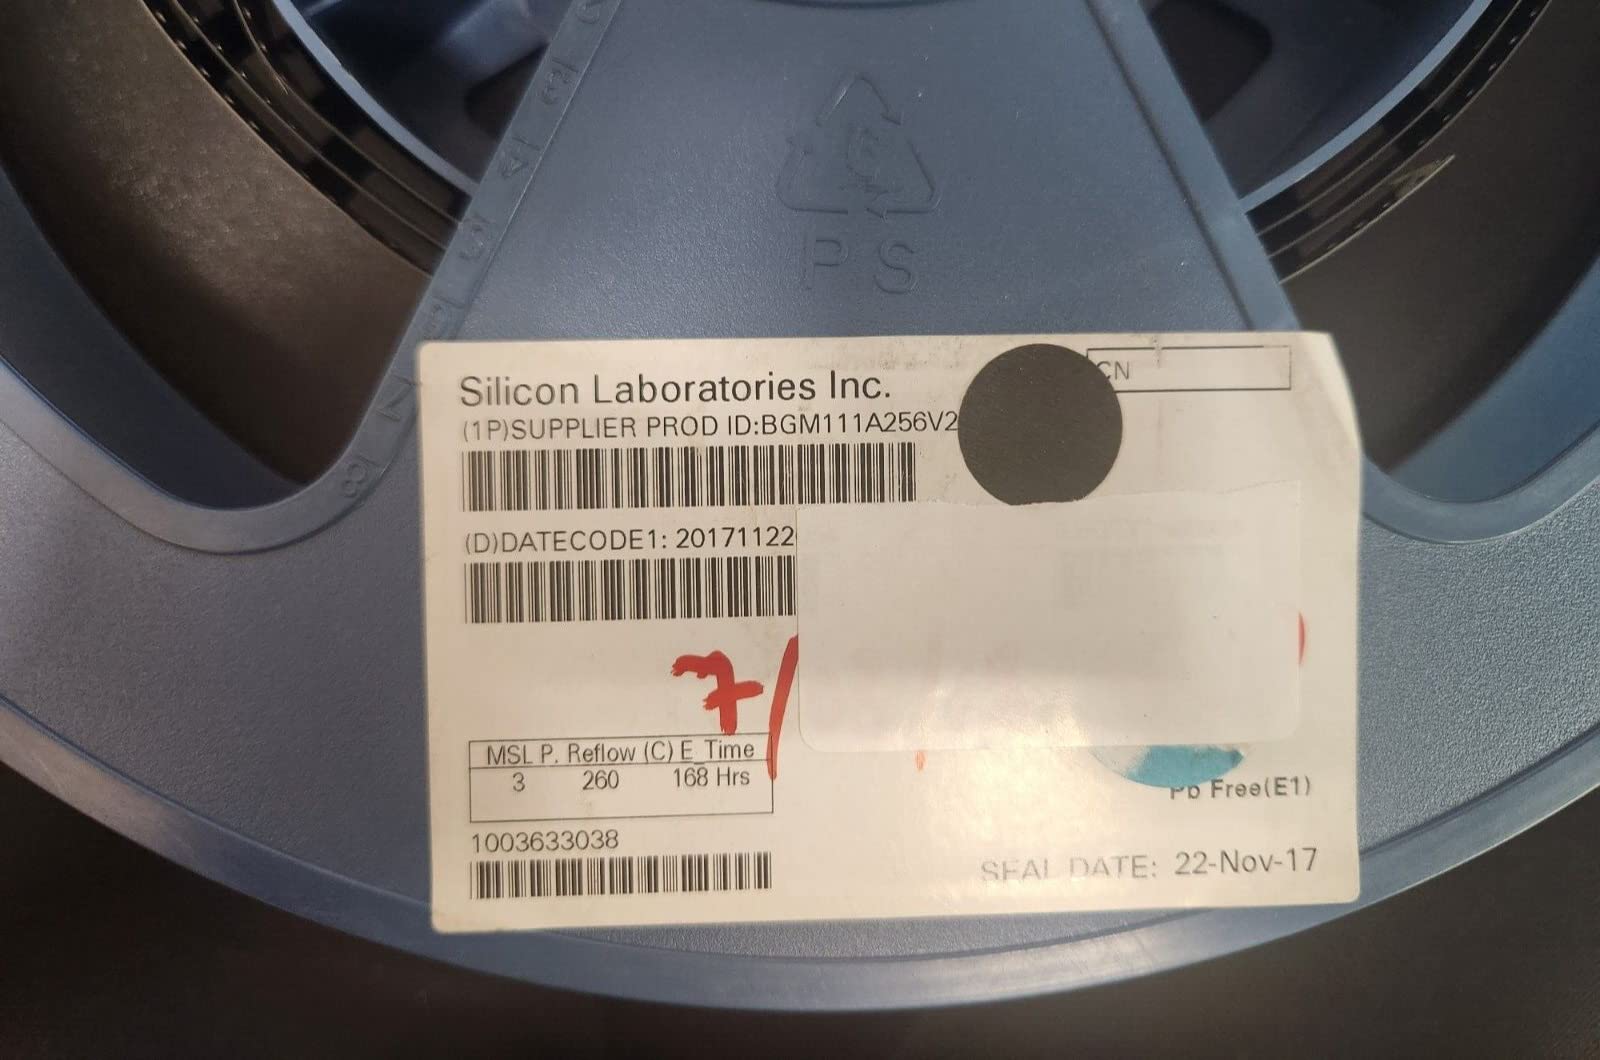 PS
Silicon Laboratories Inc.
CN
(1P)SUPPLIER PROD ID:BGM111A256V2
(D)DATECODE1: 20171122
7/
MSL P. Reflow (C) E_Time
3 260 168 Hrs
Pb Free(E1)
1003633038
SEAL DATE: 22-Nov-17